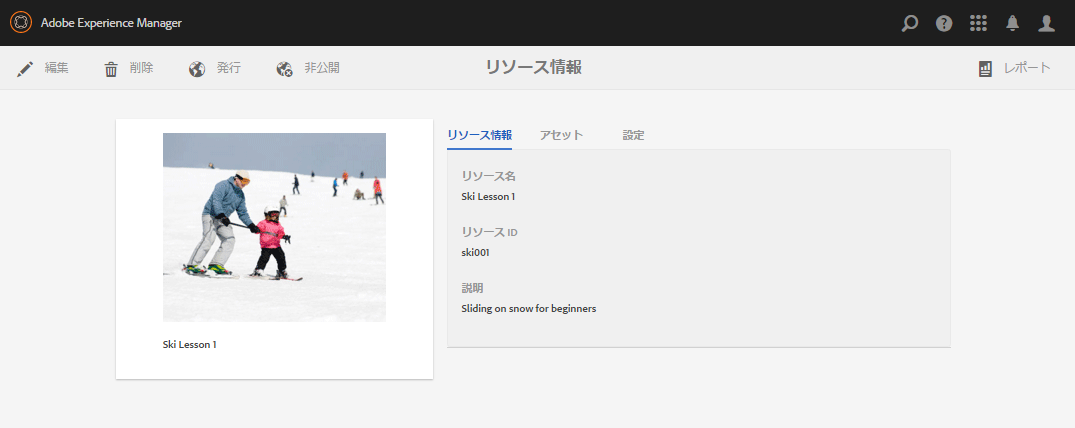 Adobe Experience Manager
編集
削除
発行
非公開
リソース情報
レポート
リソース情報
アセット
設定
リソース名
Ski Lesson 1
リソース ID
ski001
説明
Sliding on snow for beginners
Ski Lesson 1